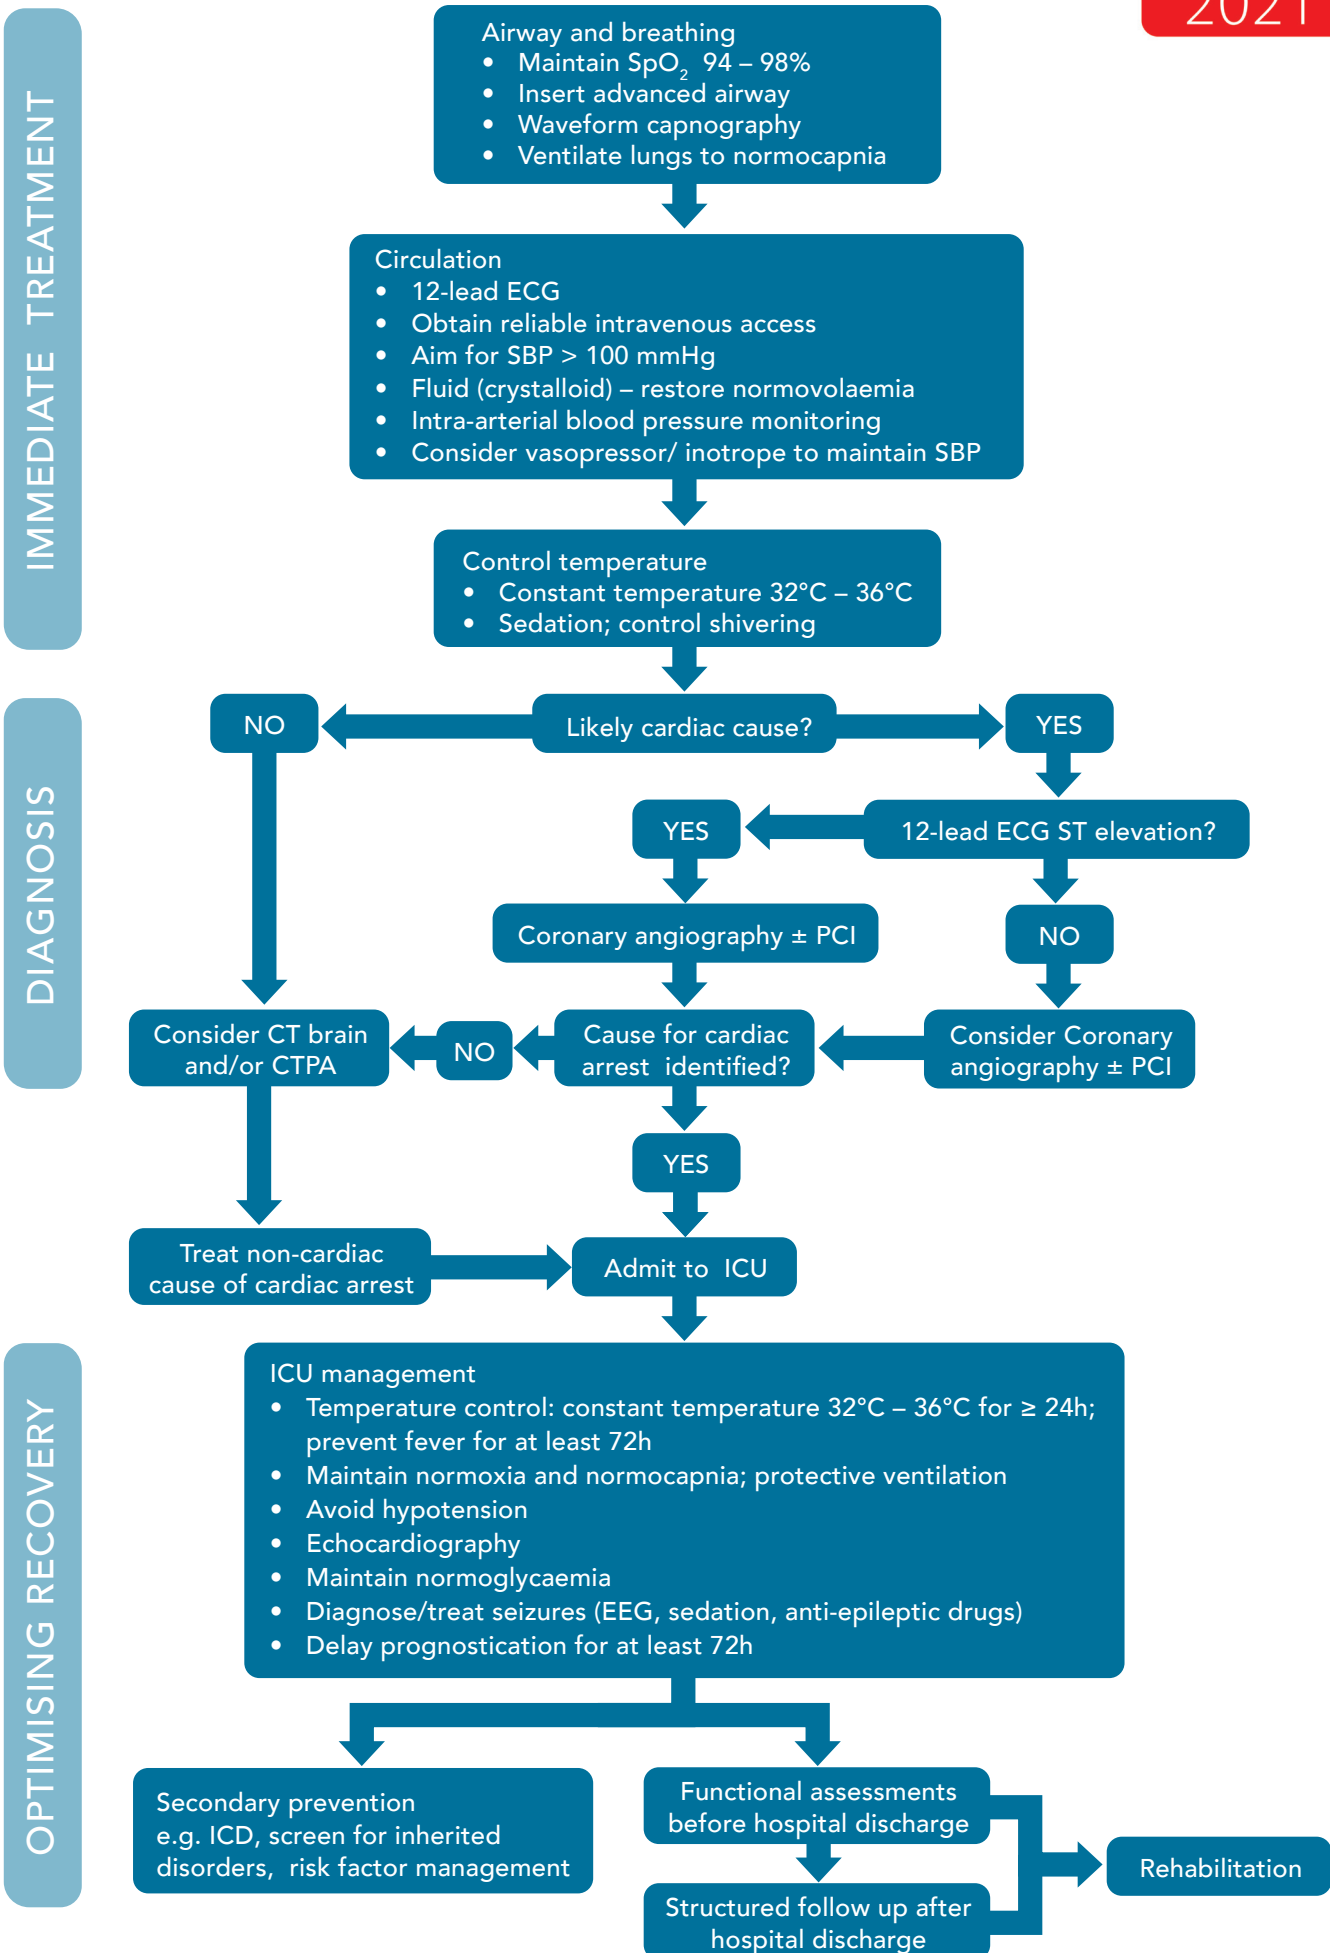 2021
IMMEDIATE TREATMENT
Airway and breathing
• Maintain SpO₂ 94 – 98%
• Insert advanced airway
• Waveform capnography
• Ventilate lungs to normocapnia
Circulation
• 12-lead ECG
• Obtain reliable intravenous access
• Aim for SBP > 100 mmHg
• Fluid (crystalloid) – restore normovolaemia
• Intra-arterial blood pressure monitoring
• Consider vasopressor/ inotrope to maintain SBP
Control temperature
• Constant temperature 32°C – 36°C
• Sedation; control shivering
DIAGNOSIS
NO
Likely cardiac cause?
YES
YES
12-lead ECG ST elevation?
Coronary angiography ± PCI
NO
Consider CT brain
and/or CTPA
NO
Cause for cardiac
arrest identified?
Consider Coronary
angiography ± PCI
YES
Treat non-cardiac
cause of cardiac arrest
Admit to ICU
OPTIMISING RECOVERY
ICU management
• Temperature control: constant temperature 32°C – 36°C for ≥ 24h;
prevent fever for at least 72h
• Maintain normoxia and normocapnia; protective ventilation
• Avoid hypotension
• Echocardiography
• Maintain normoglycaemia
• Diagnose/treat seizures (EEG, sedation, anti-epileptic drugs)
• Delay prognostication for at least 72h
Secondary prevention
e.g. ICD, screen for inherited
disorders, risk factor management
Functional assessments
before hospital discharge
Structured follow up after
hospital discharge
Rehabilitation